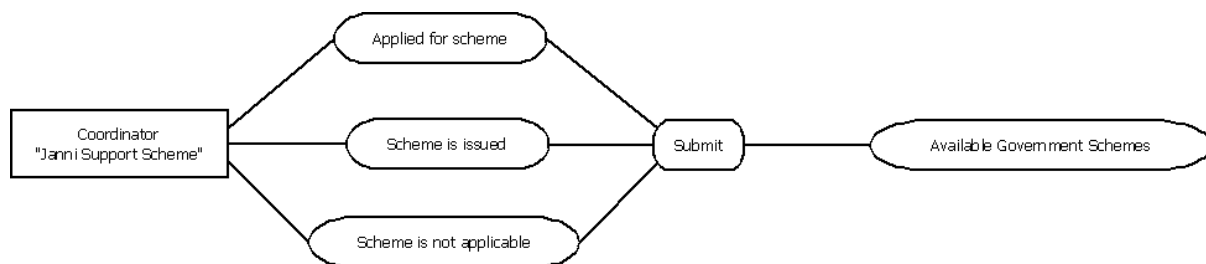 Applied for scheme
Coordinator
"Janni Support Scheme"
Scheme is issued
Submit
Available Government Schemes
Scheme is not applicable